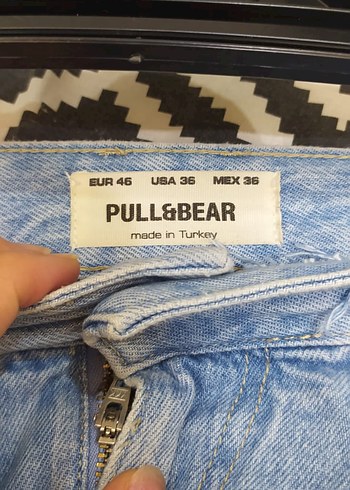 EUR 46 USA 36 MEX 36
PULL&BEAR
made in Turkey